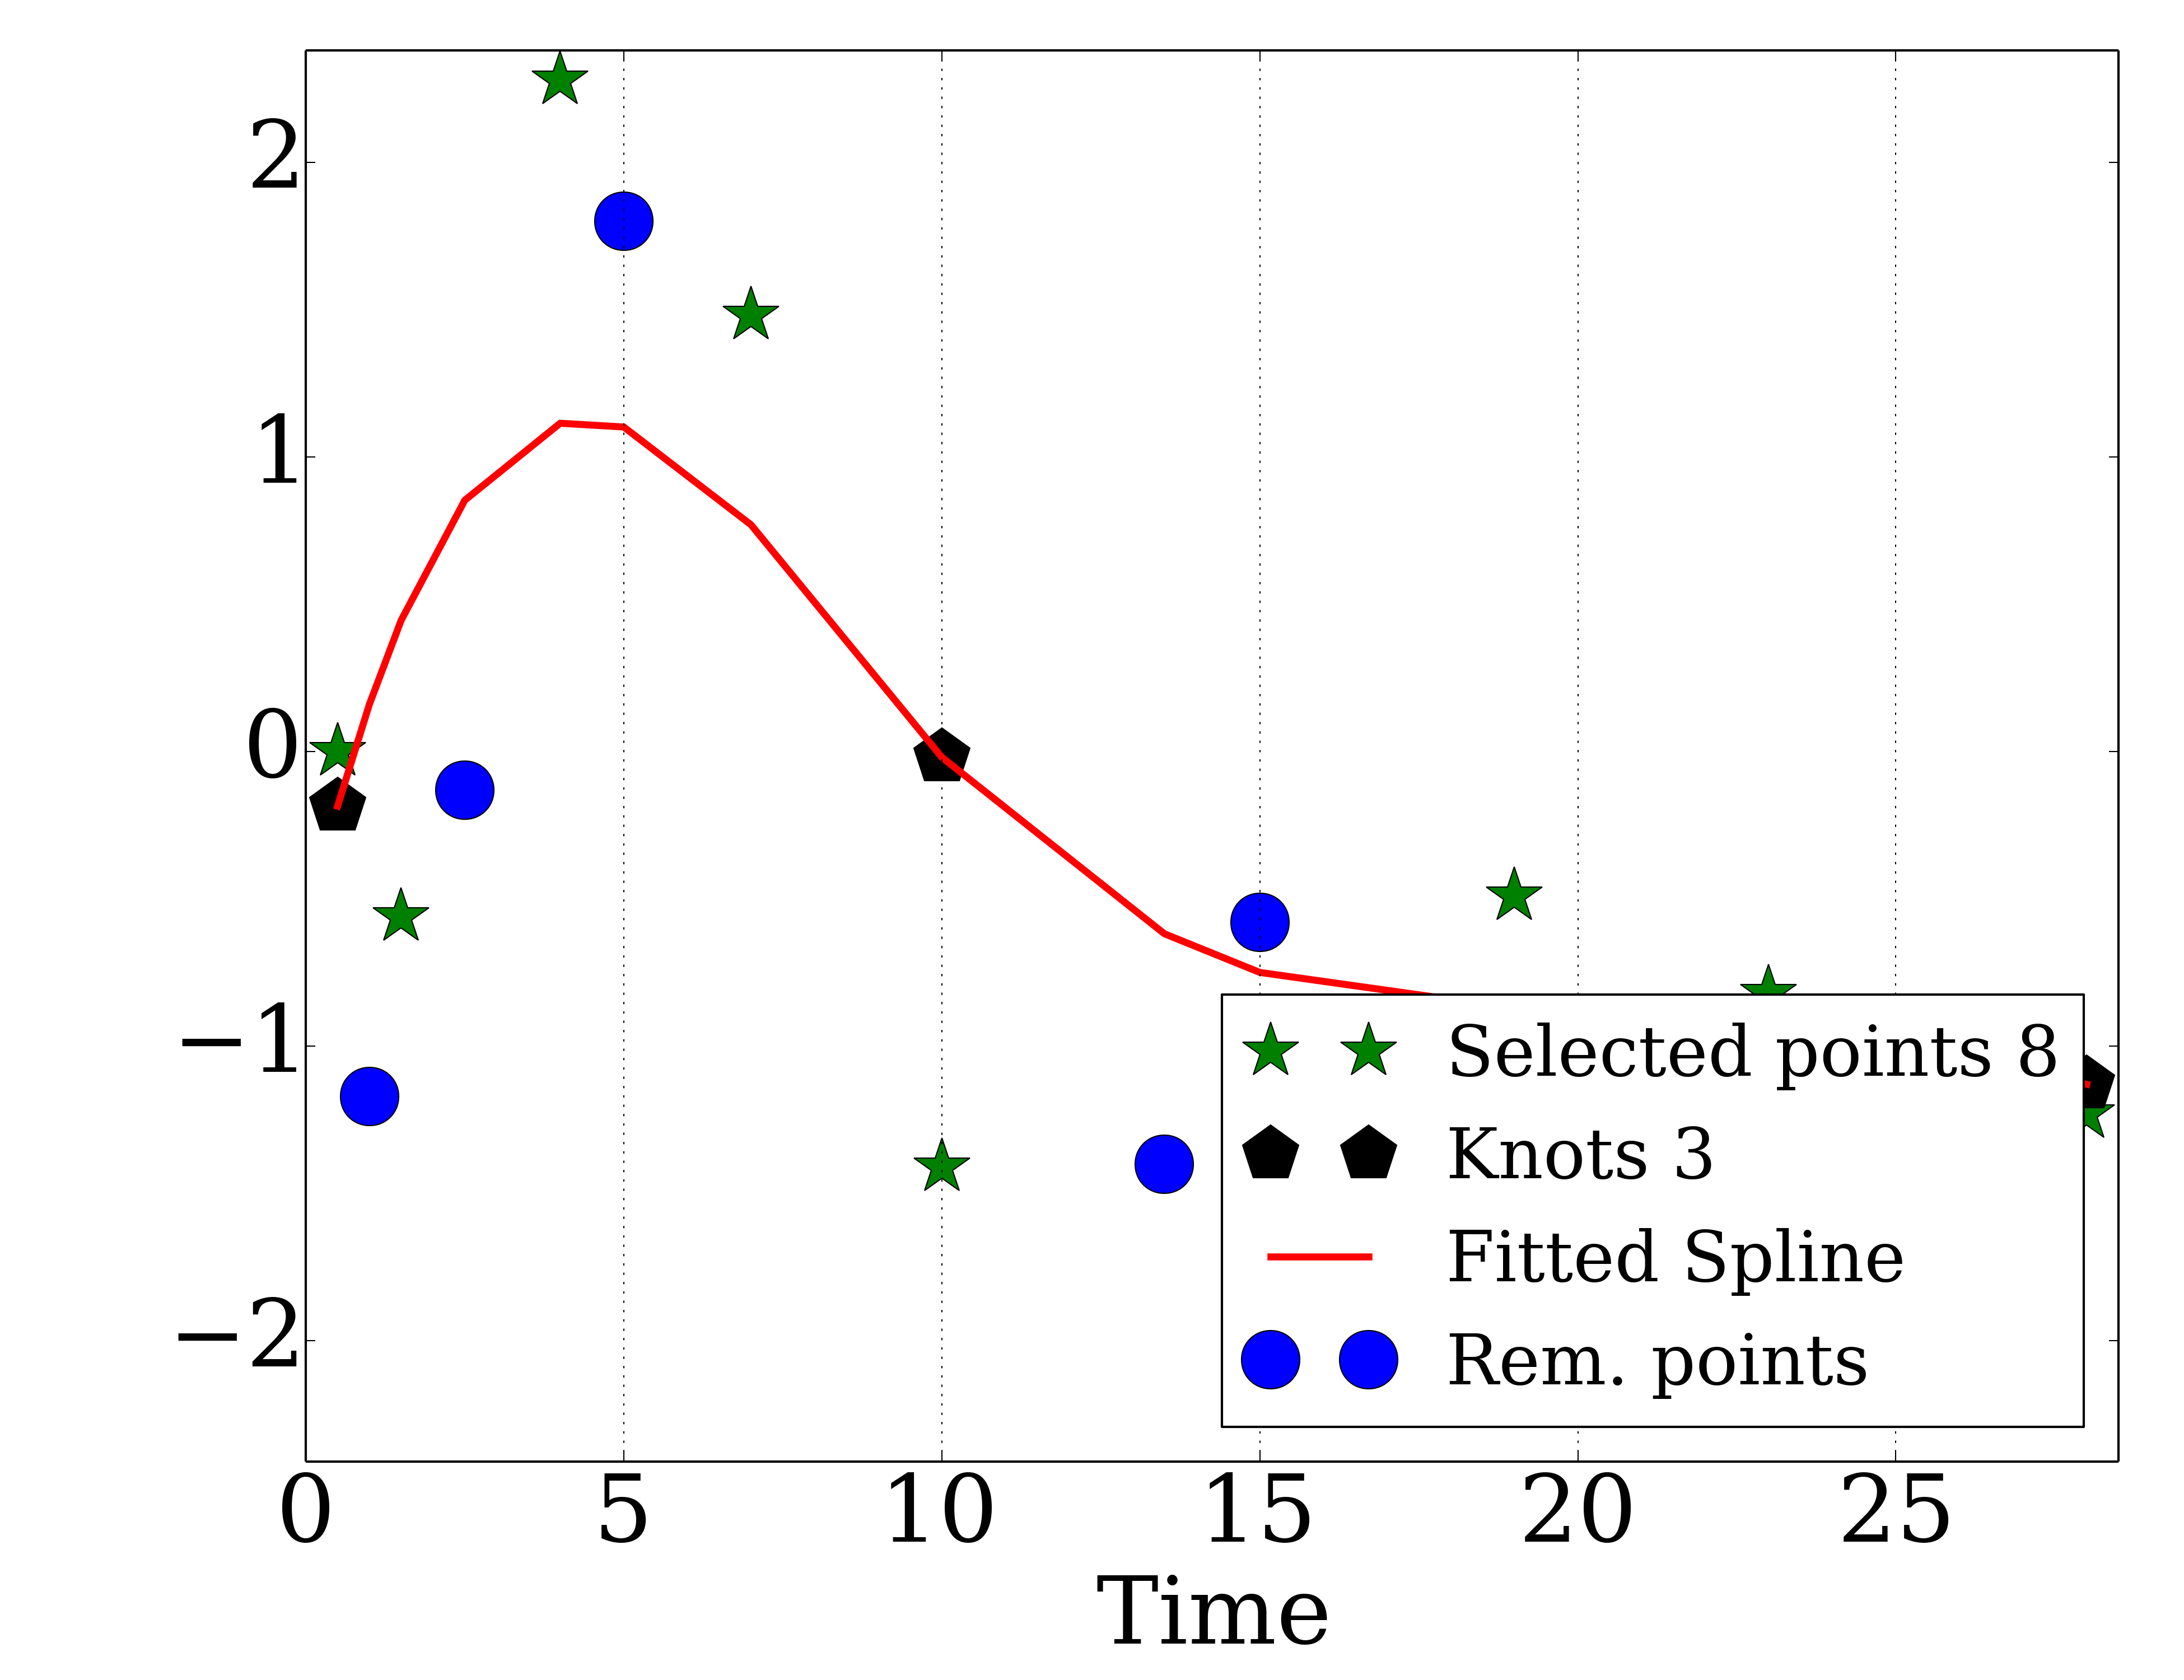 2
1
0
−1
−2
0 5 10 15 20 25
Time
Selected points 8
Knots 3
Fitted Spline
Rem. points